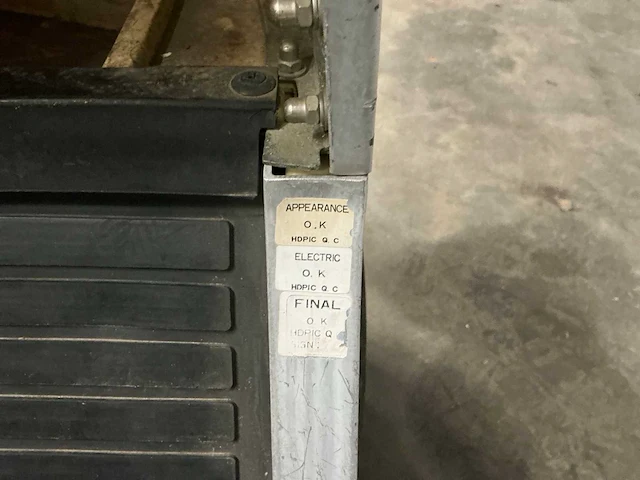 APPEARANCE
O.K
HDPIC Q.C
ELECTRIC
O.K
HDPIC Q C
FINAL
O K
HDPIC Q